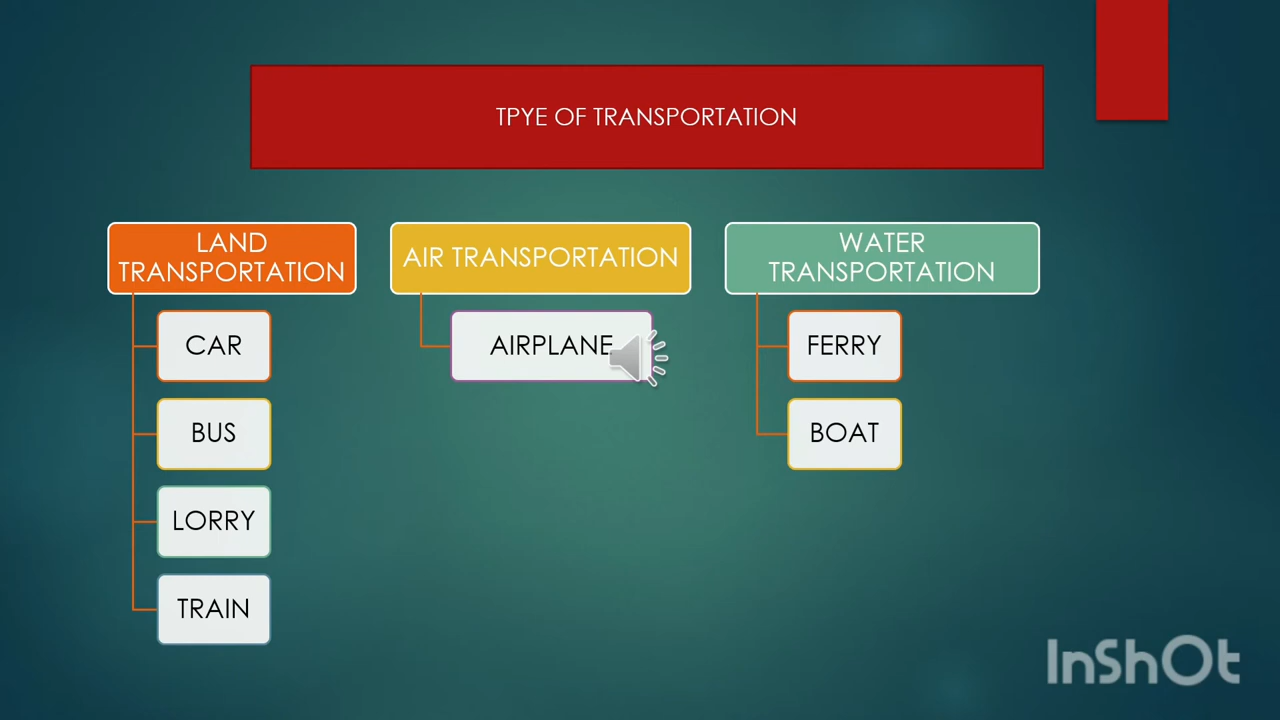 TPYE OF TRANSPORTATION
LAND
TRANSPORTATION
CAR
BUS
LORRY
TRAIN
AIR TRANSPORTATION
AIRPLANE
WATER
TRANSPORTATION
FERRY
BOAT
InShOt